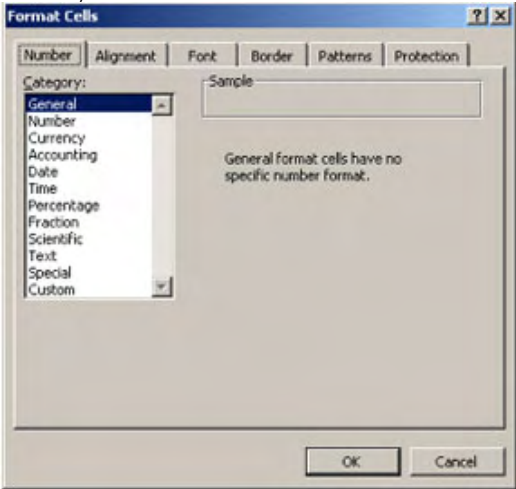 Format Cells
Number Alignment Font Border Patterns Protection
Category:
Sample
General
Number
Currency
Accounting
Date
Time
Percentage
Fraction
Scientific
Text
Special
Custom
General format cells have no
specific number format.
OK Cancel